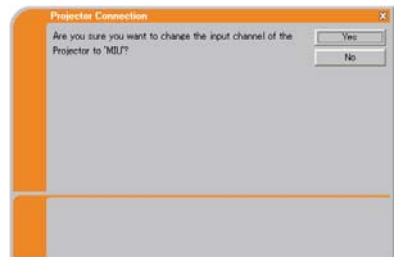 Projector Connection
X
Are you sure you want to change the input channel of the
Projector to 'MIU'?
Yes
No